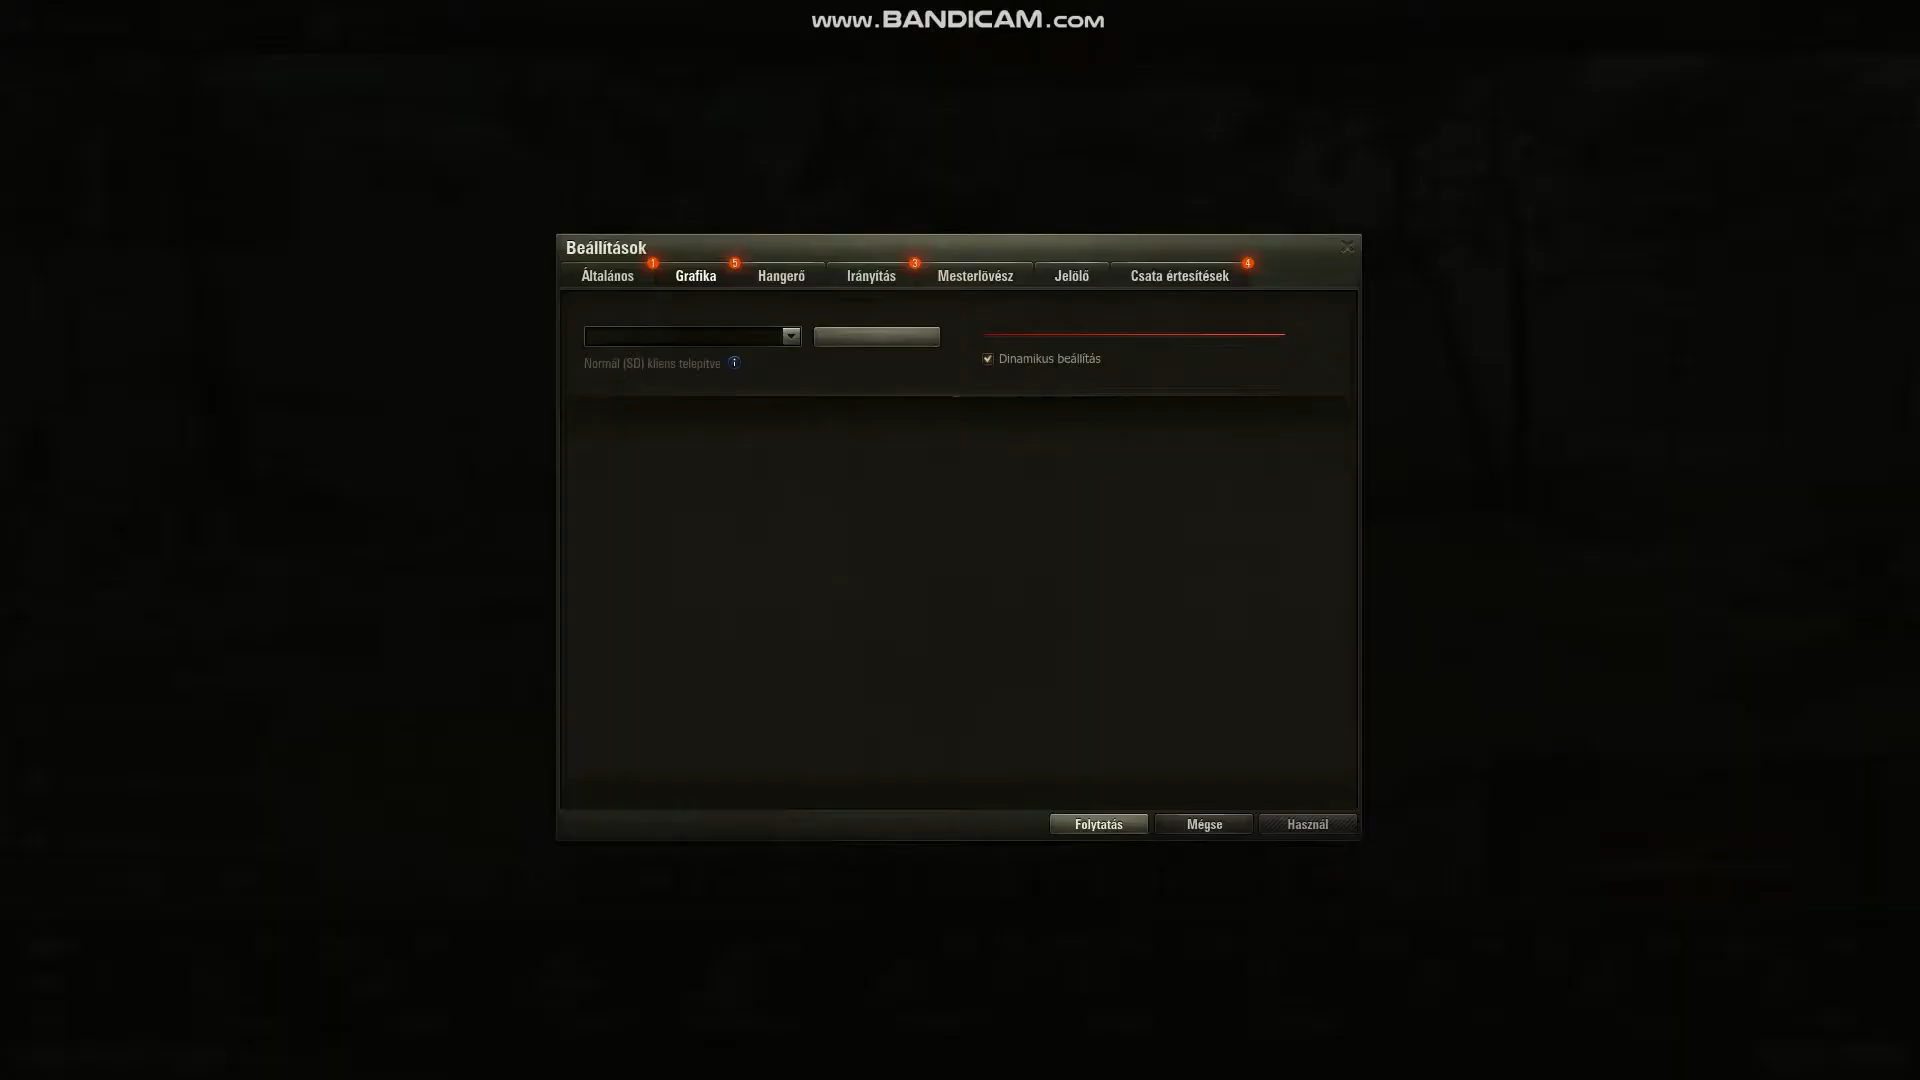 www.BANDICAM.com
Beállítások
1 5 3 4
Általános Grafika Hangerő Irányítás Mesterlövész Jelölő Csata értesítések
Normál (SD) kliens telepítve i
Dinamikus beállítás
Folytatás Mégse Használ